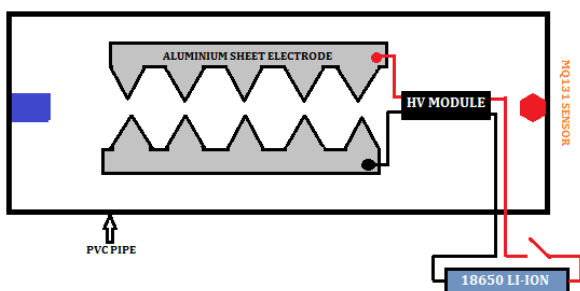 ALUMINIUM SHEET ELECTRODE
HV MODULE
MQ131 SENSOR
PVC PIPE
18650 LI-ION